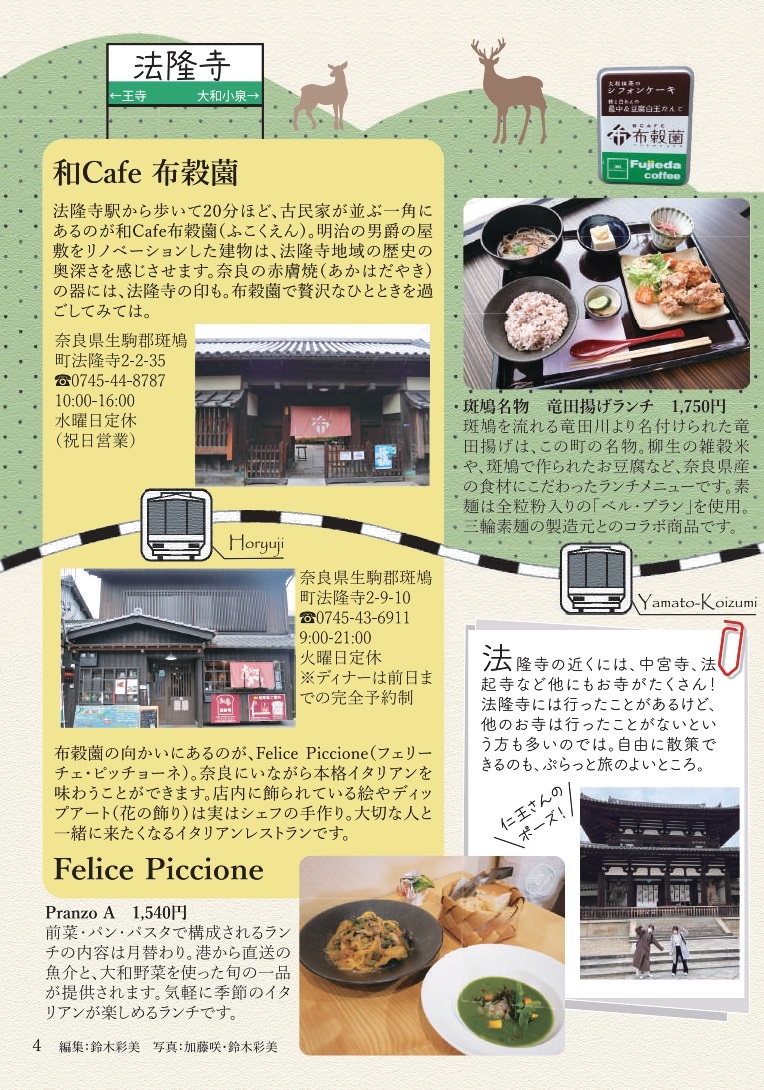 法隆寺
←王寺　大和小泉→
大和抹茶の
シフォンケーキ
最中&豆腐白玉だんご
布穀薗
Fujieda
coffee
和Cafe 布穀薗
法隆寺駅から歩いて20分ほど、古民家が並ぶ一角に
あるのが和Cafe布穀薗（ふこくえん）。明治の男爵の屋
敷をリノベーションした建物は、法隆寺地域の歴史の
奥深さを感じさせます。奈良の赤膚焼（あかはだやき）
の器には、法隆寺の印も。布穀薗で贅沢なひとときを過
ごしてみては。
奈良県生駒郡斑鳩
町法隆寺2-2-35
☎0745-44-8787
10:00-16:00
水曜日定休
（祝日営業）
斑鳩名物　竜田揚げランチ　1,750円
斑鳩を流れる竜田川より名付けられた竜
田揚げは、この町の名物。柳生の雑穀米
や、斑鳩で作られたお豆腐など、奈良県産
の食材にこだわったランチメニューです。素
麺は全粒粉入りの「ベル・ブラン」を使用。
三輪素麺の製造元とのコラボ商品です。
Horyuji
Yamato-Koizumi
奈良県生駒郡斑鳩
町法隆寺2-9-10
☎0745-43-6911
9:00-21:00
火曜日定休
※ディナーは前日ま
での完全予約制
布穀薗の向かいにあるのが、Felice Piccione（フェリー
チェ・ピッチョーネ）。奈良にいながら本格イタリアンを
味わうことができます。店内に飾られている絵やディッ
プアート（花の飾り）は実はシェフの手作り。大切な人と
一緒に来たくなるイタリアンレストランです。
Felice Piccione
Pranzo A　1,540円
前菜・パン・パスタで構成されるラン
チの内容は月替わり。港から直送の
魚介と、大和野菜を使った旬の一品
が提供されます。気軽に季節のイタ
リアンが楽しめるランチです。
法隆寺の近くには、中宮寺、法
起寺など他にもお寺がたくさん！
法隆寺には行ったことがあるけど、
他のお寺は行ったことがないとい
う方も多いのでは。自由に散策で
きるのも、ぷらっと旅のよいところ。
仁王さんの
ポーズ！
4　編集：鈴木彩美　写真：加藤咲・鈴木彩美